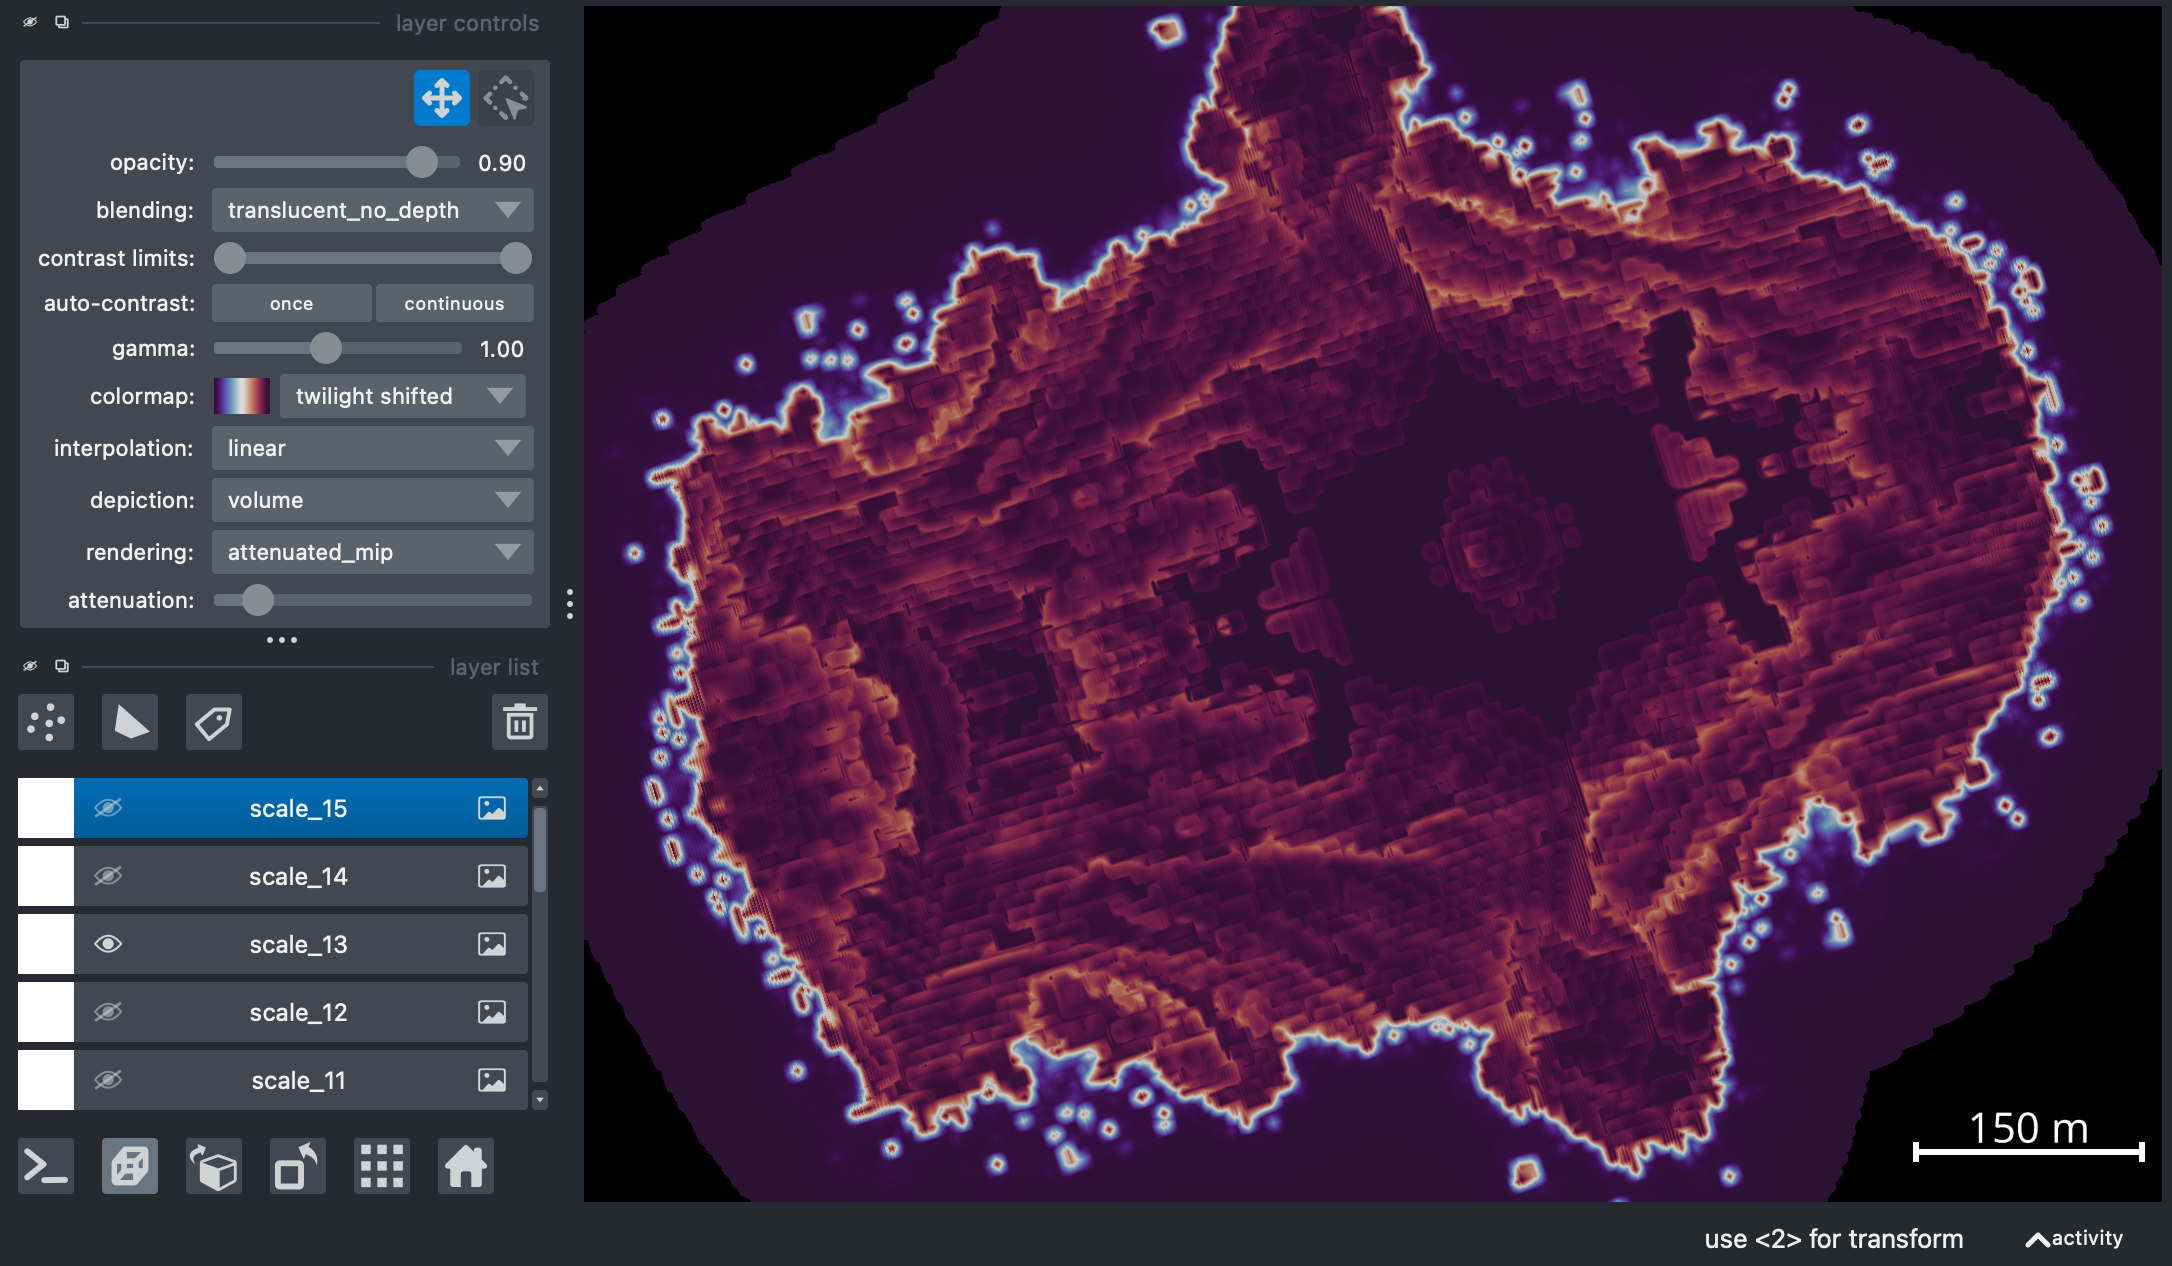 layer controls
opacity: 0.90
blending: translucent_no_depth
contrast limits:
auto-contrast: once continuous
gamma: 1.00
colormap: twilight shifted
interpolation: linear
depiction: volume
rendering: attenuated_mip
attenuation:
layer list
scale_15
scale_14
scale_13
scale_12
scale_11
150 m
use <2> for transform
activity